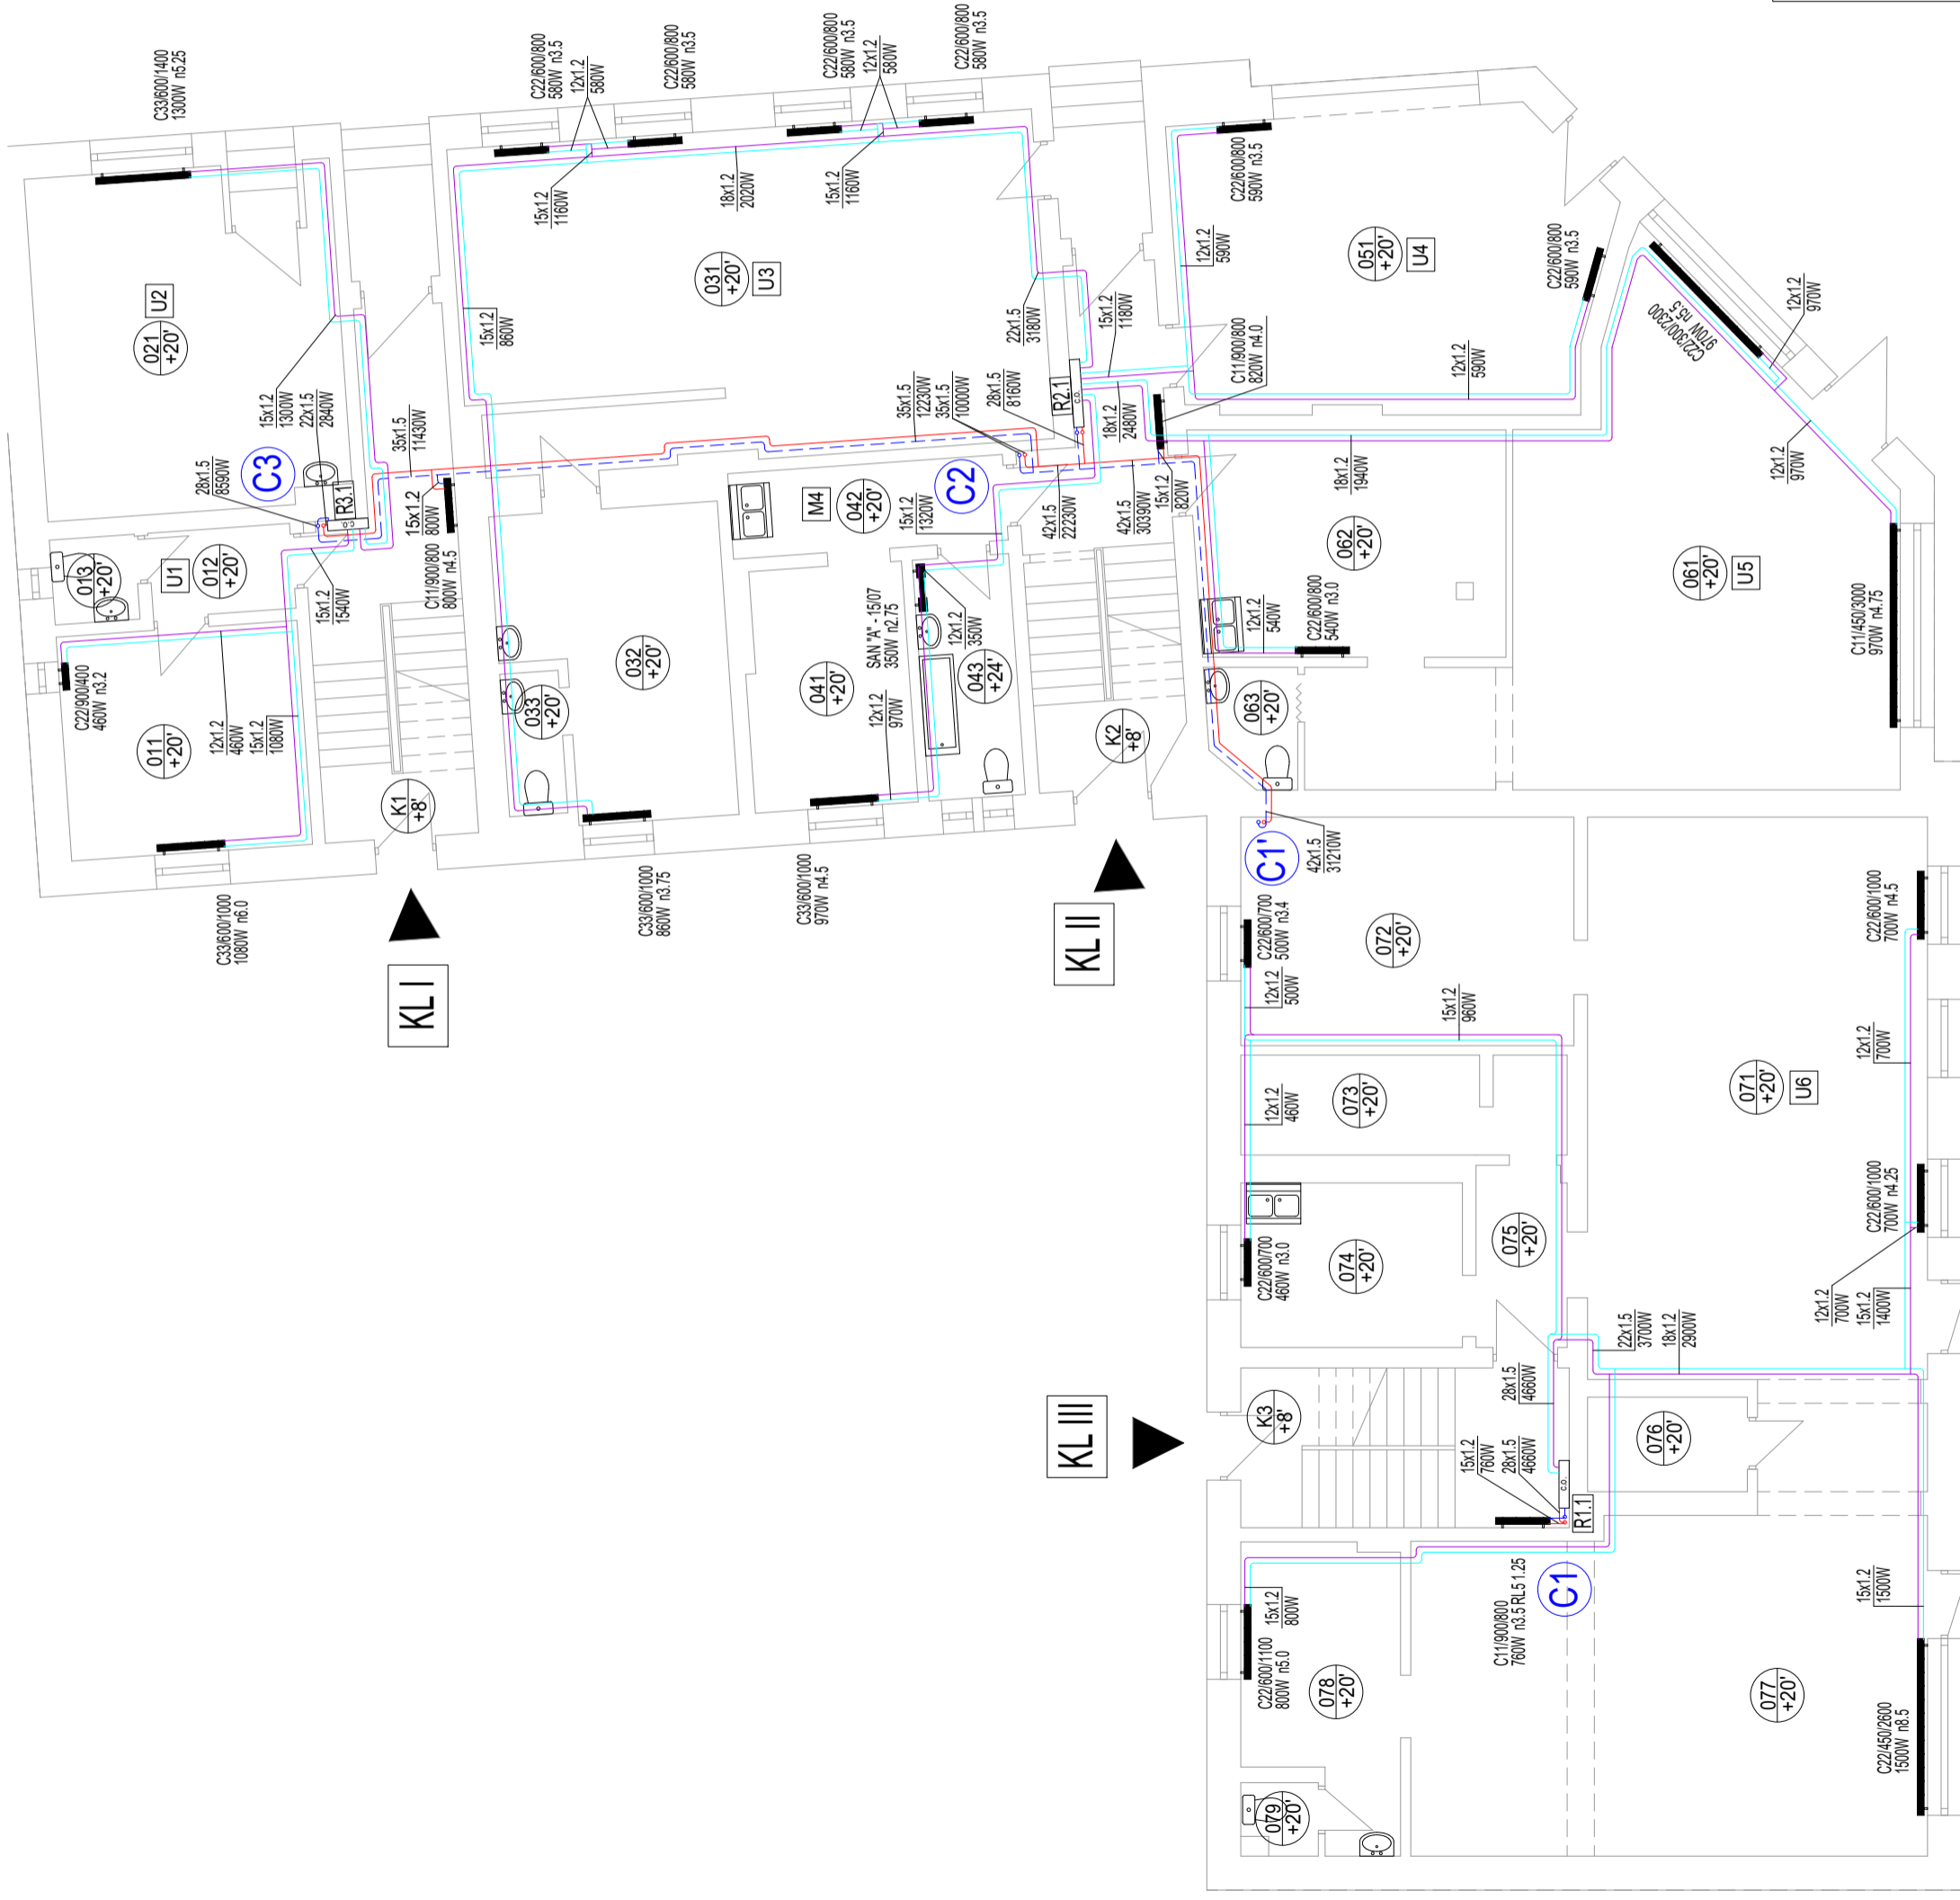 C33/600/1400
1300W n5.25
C22/600/800
580W n3.5
12x1.2
580W
C22/600/800
580W n3.5
C22/600/800
580W n3.5
12x1.2
580W
C22/600/800
580W n3.5
021
+20'
U2
15x1.2
1160W
18x1.2
2020W
15x1.2
1160W
031
+20'
U3
15x1.2
860W
C22/600/800
590W n3.5
12x1.2
590W
051
+20'
U4
C22/600/800
590W n3.5
22x1.5
3180W
15x1.2
1180W
C11/900/800
820W n4.0
C22/900/2300
970W n5.5
12x1.2
970W
12x1.2
590W
15x1.2
1300W
22x1.5
2840W
35x1.5
11430W
28x1.5
8590W
C3
R3.1
15x1.2
800W
C11/900/800
800W n4.5
35x1.5
12230W
35x1.5
10000W
28x1.5
8160W
R2.1
c.o.
18x1.2
2480W
C2
M4
042
+20'
15x1.2
1320W
42x1.5
22230W
42x1.5
30390W
15x1.2
820W
18x1.2
1940W
12x1.2
970W
013
+20'
U1
012
+20'
15x1.2
1540W
062
+20'
061
+20'
U5
12x1.2
540W
C22/600/800
540W n3.0
C11/450/3000
970W n4.75
C22/900/400
460W n3.2
011
+20'
12x1.2
460W
15x1.2
1080W
K1
+8'
033
+20'
032
+20'
041
+20'
SAN "A" - 15/07
350W n2.75
12x1.2
970W
12x1.2
350W
043
+24'
K2
+8'
063
+20'
C33/600/1000
1080W n6.0
C33/600/1000
860W n3.75
C33/600/1000
970W n4.5
C1'
42x1.5
31210W
KL I
KL II
C22/600/700
500W n3.4
12x1.2
500W
072
+20'
C22/600/1000
700W n4.5
15x1.2
960W
12x1.2
700W
12x1.2
460W
073
+20'
071
+20'
U6
C22/600/700
460W n3.0
074
+20'
075
+20'
C22/600/1000
700W n4.25
12x1.2
700W
15x1.2
1400W
22x1.5
3700W
18x1.2
2900W
KL III
K3
+8'
28x1.5
4660W
15x1.2
760W
28x1.5
4660W
c.o.
R1.1
076
+20'
15x1.2
800W
C22/600/1100
800W n5.0
C11/900/800
760W n3.5 RL5 1.25
C1
15x1.2
1500W
078
+20'
077
+20'
C22/450/2600
1500W n8.5
079
+20'